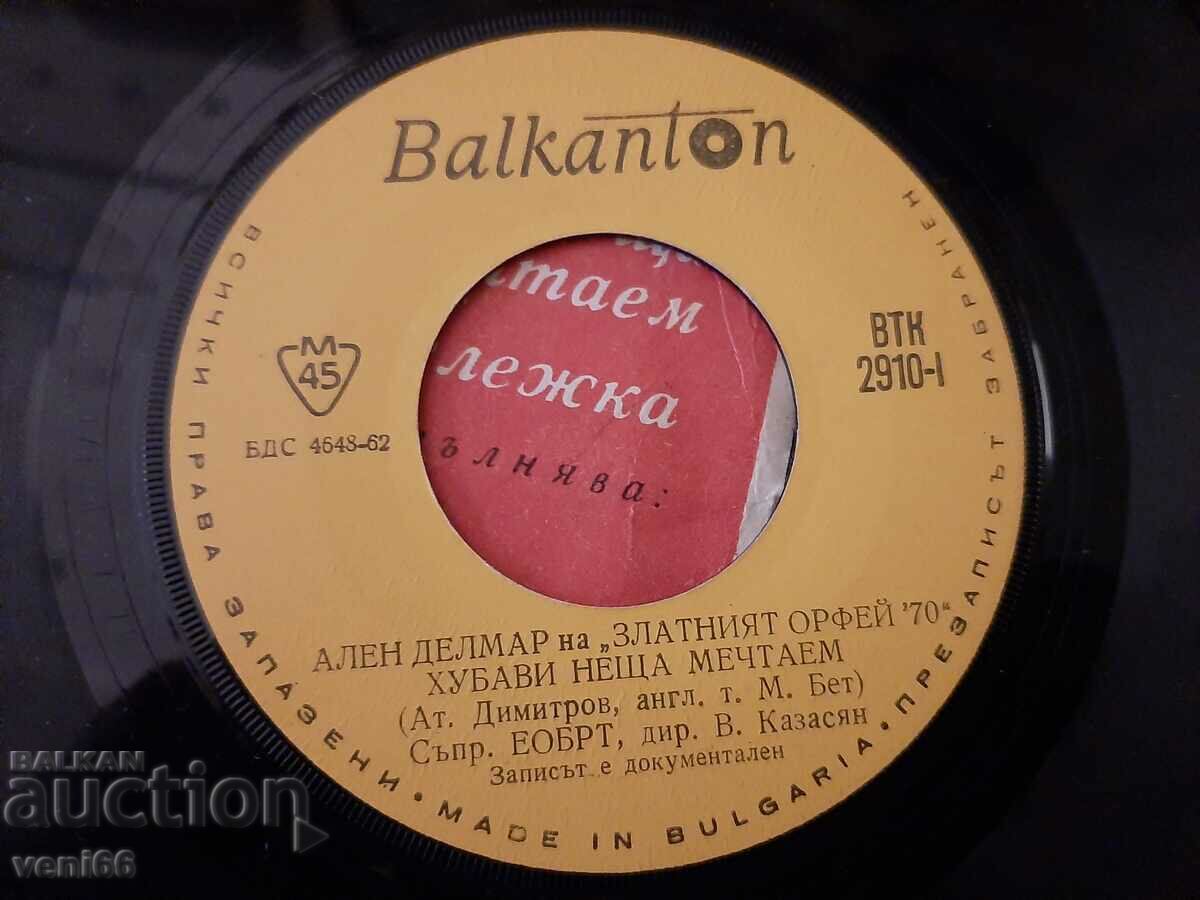 Balkanton
М
45
БДС 4648-62
ВТК
2910-I
таем
лежка
ълнява:
АЛЕН ДЕЛМАР на „ЗЛАТНИЯТ ОРФЕЙ '70"
ХУБАВИ НЕЩА МЕЧТАЕМ
(Ат. Димитров, англ. т. М. Бет)
Съпр. ЕОБРТ, дир. В. Казасян
Записът е документален
ВСИЧКИ ПРАВА ЗАПАЗЕНИ • MADE IN BULGARIA • ПРЕЗАПИСЪТ ЗАБРАНЕН
BALKAN
auction
veni66